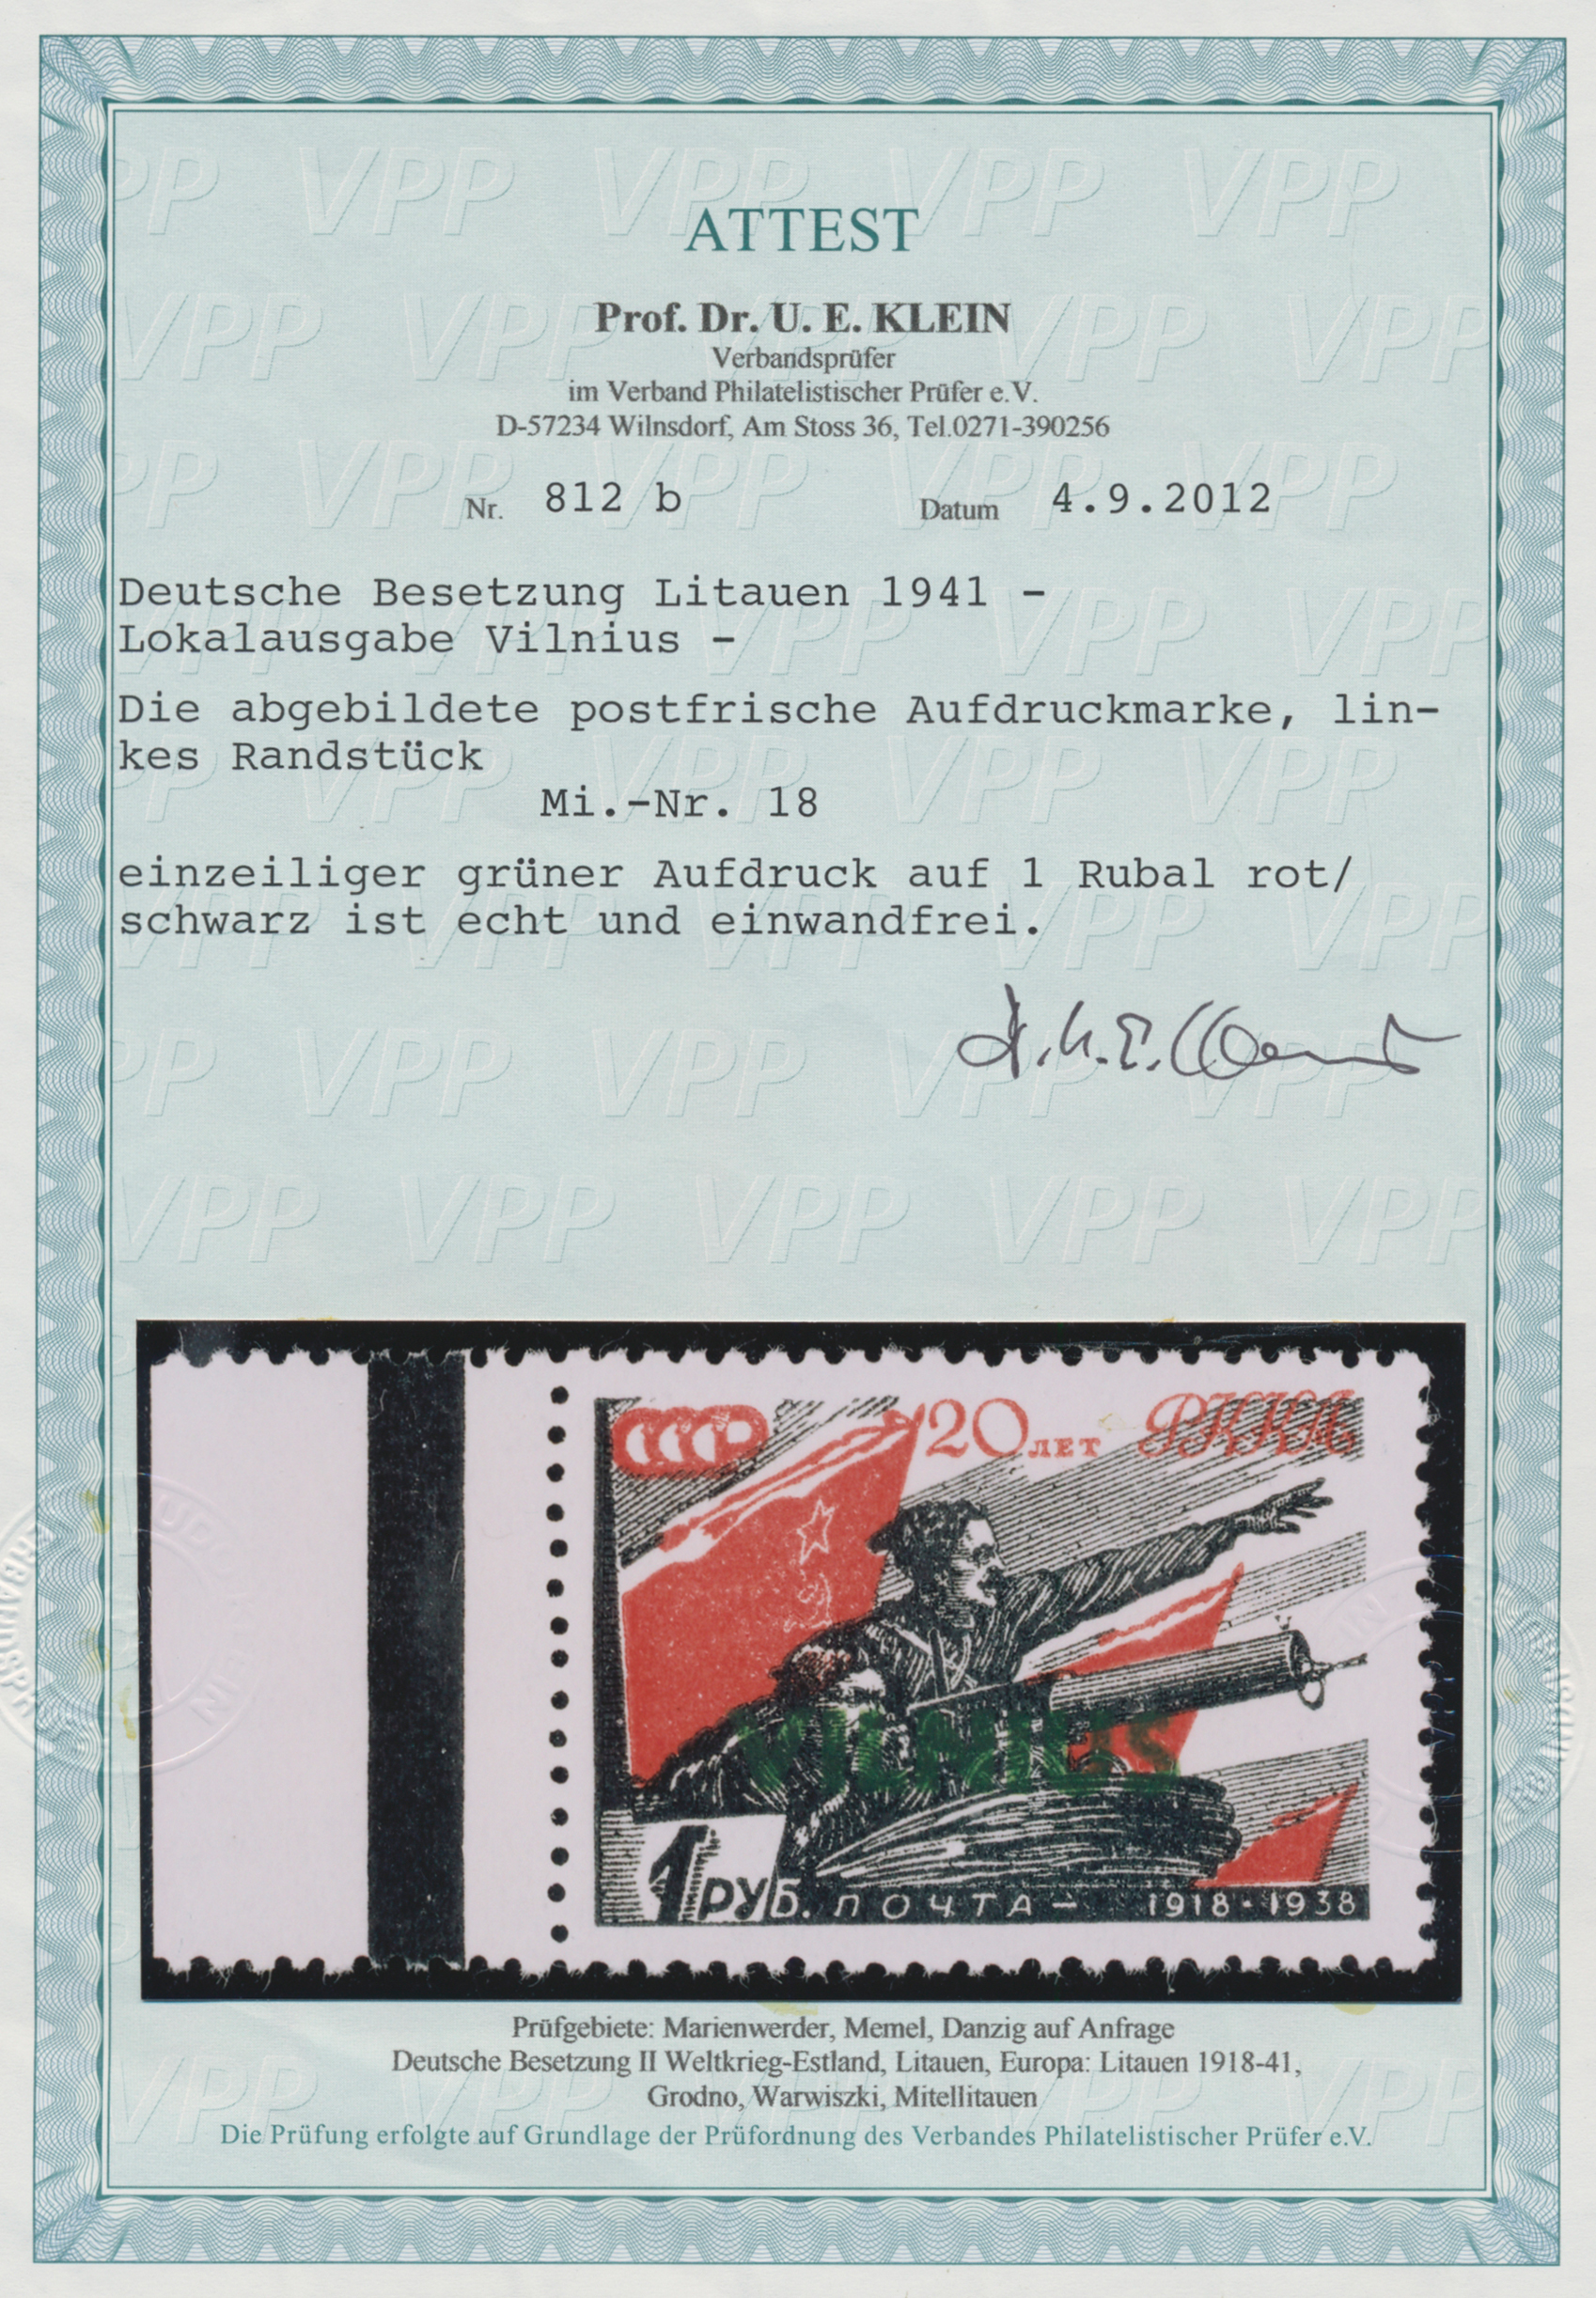 ATTEST
Prof. Dr. U. E. KLEIN
Verbandsprüfer
im Verband Philatelistischer Prüfer e.V.
D-57234 Wilnsdorf, Am Stoss 36, Tel.0271-390256
Nr. 812 b Datum 4.9.2012
Deutsche Besetzung Litauen 1941 -
Lokalausgabe Vilnius -
Die abgebildete postfrische Aufdruckmarke, lin-
kes Randstück
Mi.-Nr. 18
einzeiliger grüner Aufdruck auf 1 Rubal rot/
schwarz ist echt und einwandfrei.
СССР 20 ЛЕТ РККА
VILNIUS
1 РУБ. ПОЧТА - 1918-1938
Prüfgebiete: Marienwerder, Memel, Danzig auf Anfrage
Deutsche Besetzung II Weltkrieg-Estland, Litauen, Europa: Litauen 1918-41,
Grodno, Warwiszki, Mitellitauen
Die Prüfung erfolgte auf Grundlage der Prüfordnung des Verbandes Philatelistischer Prüfer e.V.